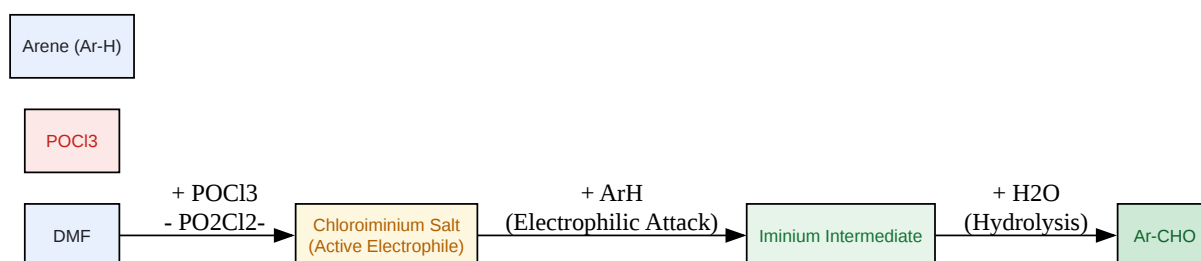 Arene (Ar-H)
POCl3
DMF
+ POCl3
- PO2Cl2-
Chloroiminium Salt
(Active Electrophile)
+ ArH
(Electrophilic Attack)
Iminium Intermediate
+ H2O
(Hydrolysis)
Ar-CHO